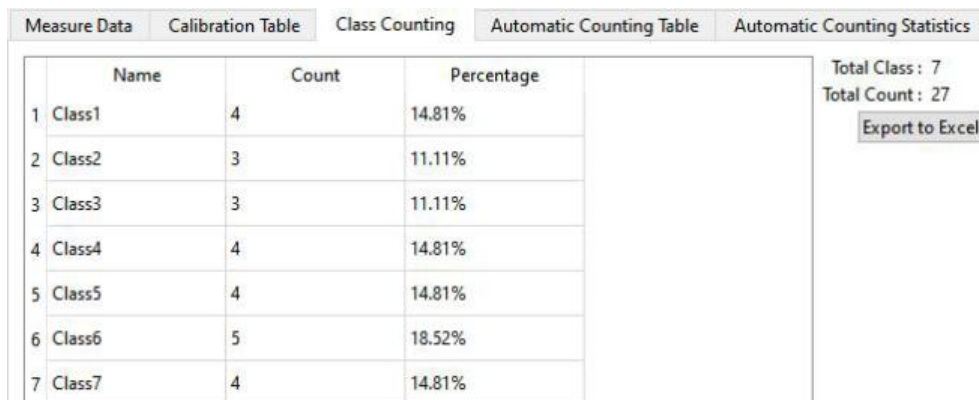 Measure Data Calibration Table Class Counting Automatic Counting Table Automatic Counting Statistics
Name Count Percentage
1 Class1 4 14.81%
2 Class2 3 11.11%
3 Class3 3 11.11%
4 Class4 4 14.81%
5 Class5 4 14.81%
6 Class6 5 18.52%
7 Class7 4 14.81%
Total Class : 7
Total Count : 27
Export to Excel